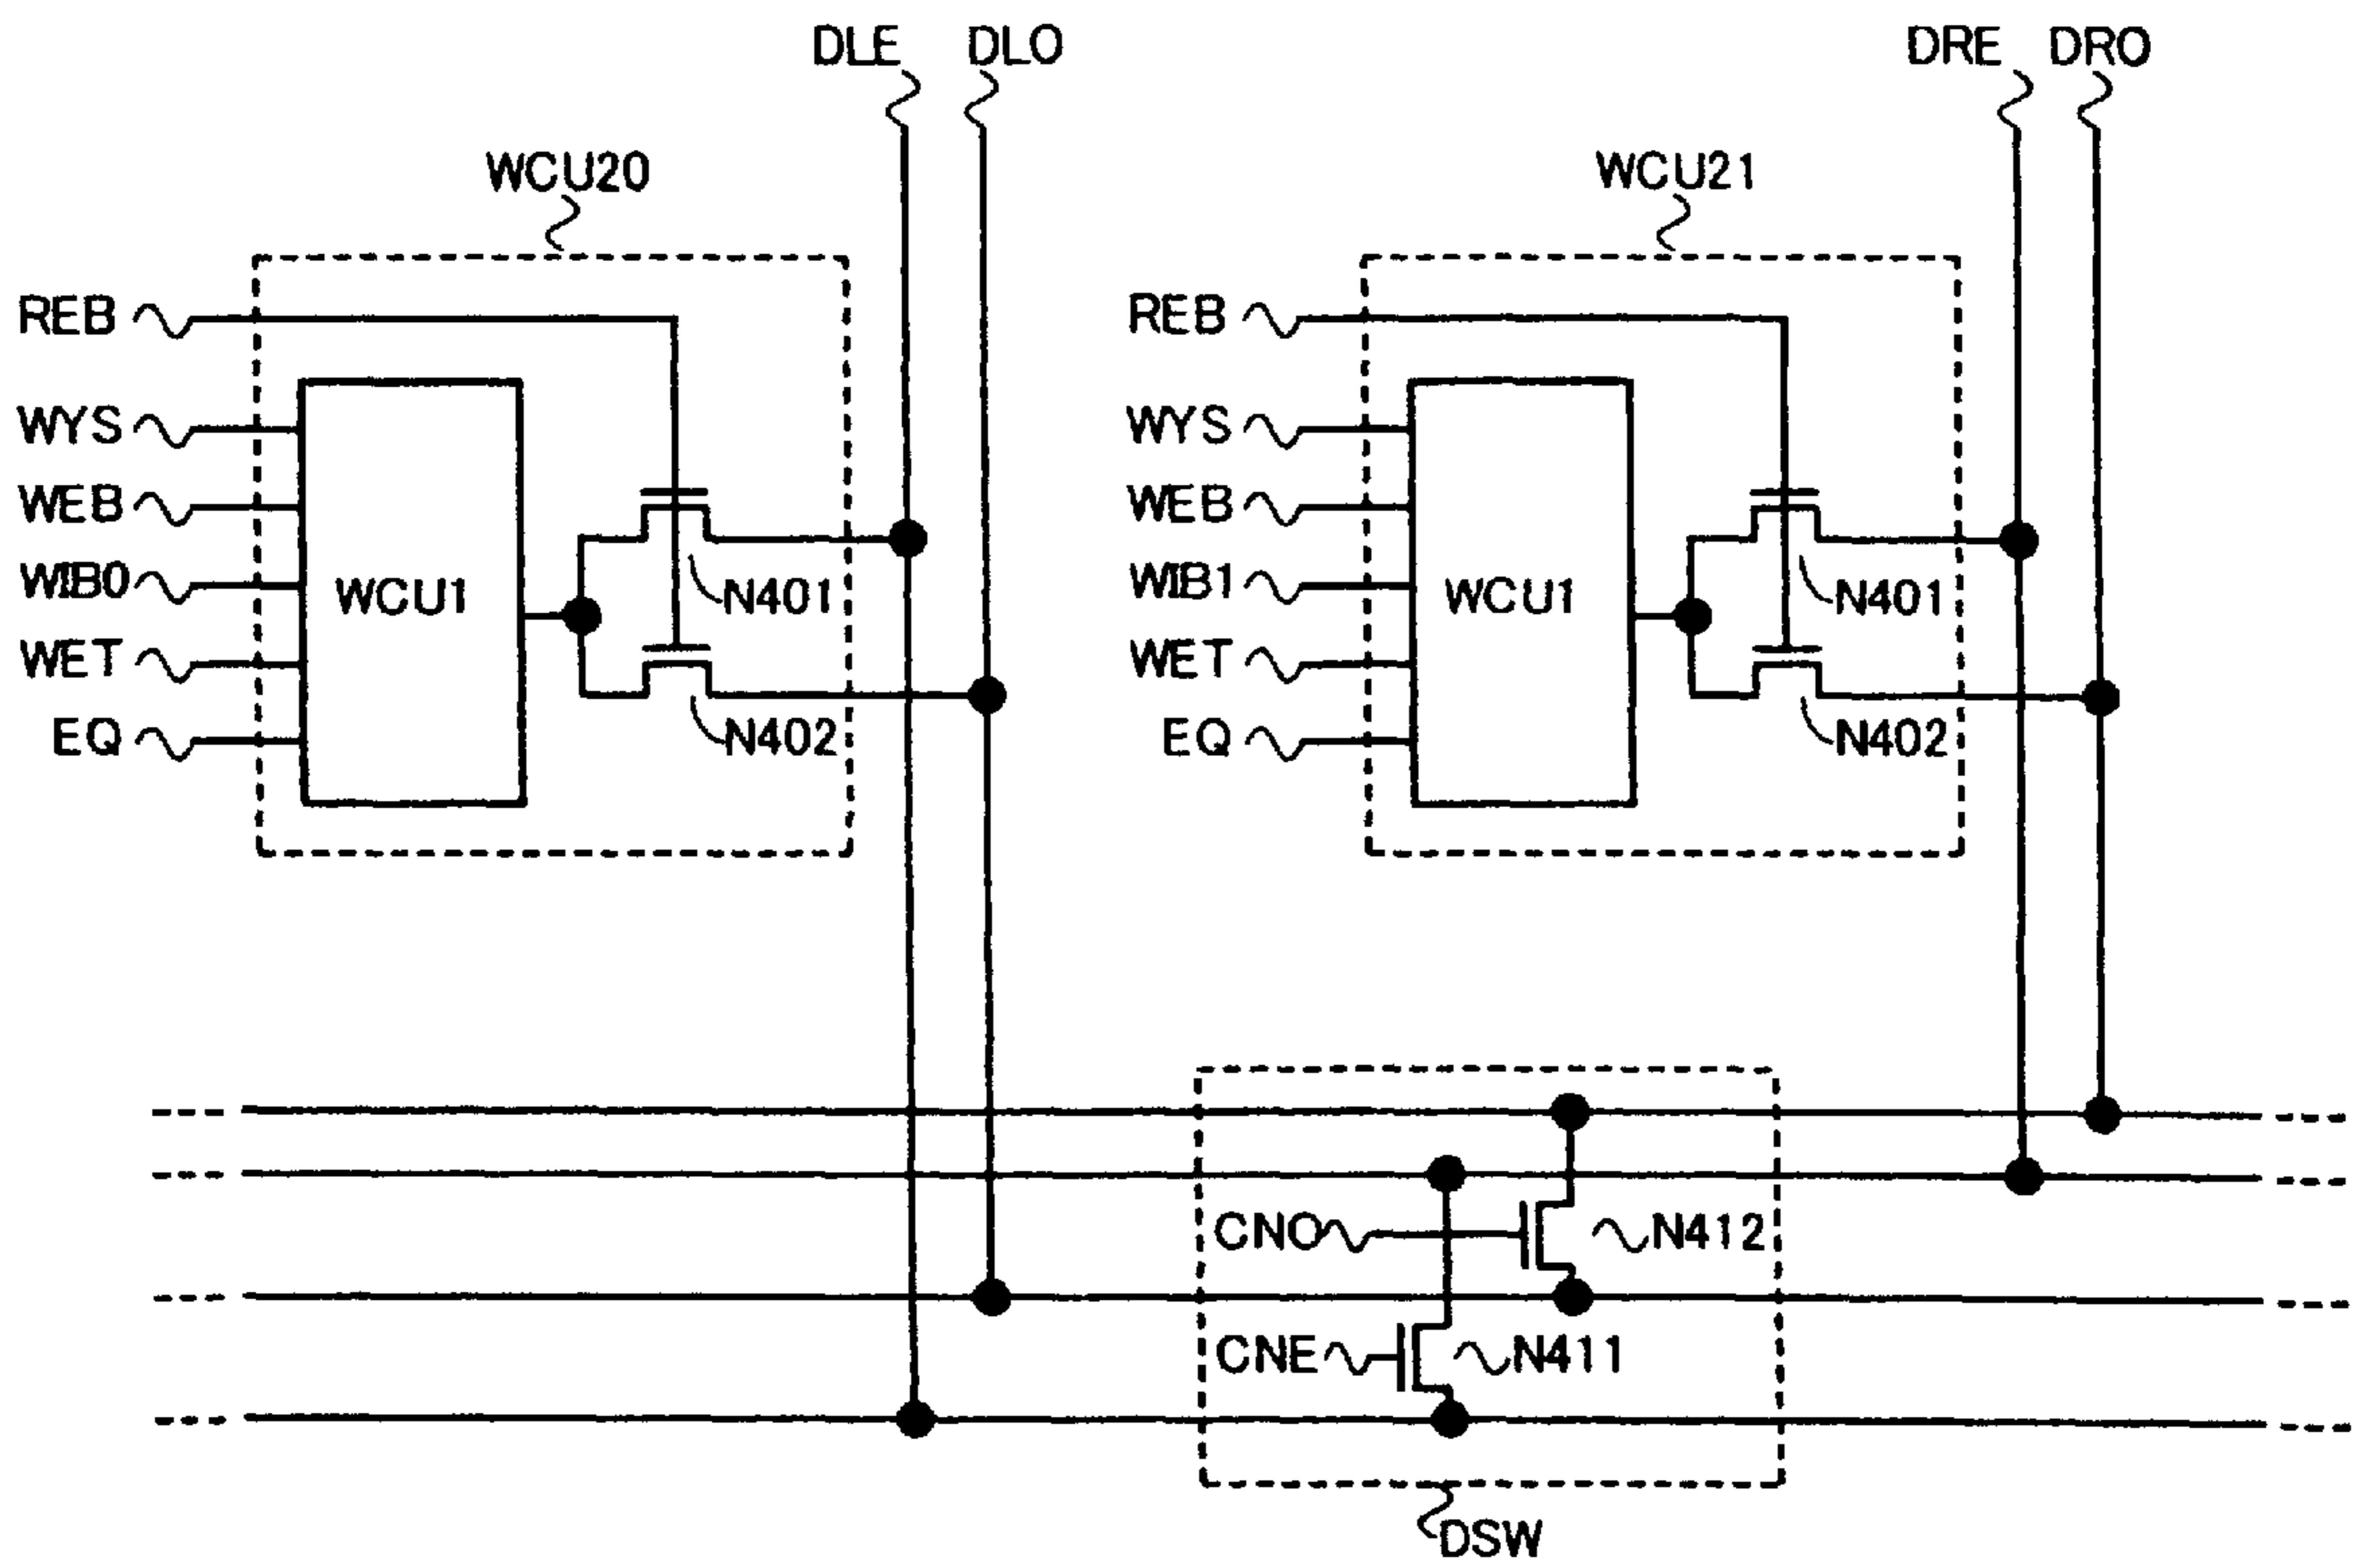 DLE DLO DRE DRO
WCU20 WCU21
REB REB
WYS WYS
WEB WEB
WIB0 WCU1 N401 WIB1 WCU1 N401
WET WET
EQ N402 EQ N402
CNO N412
CNE N411
DSW